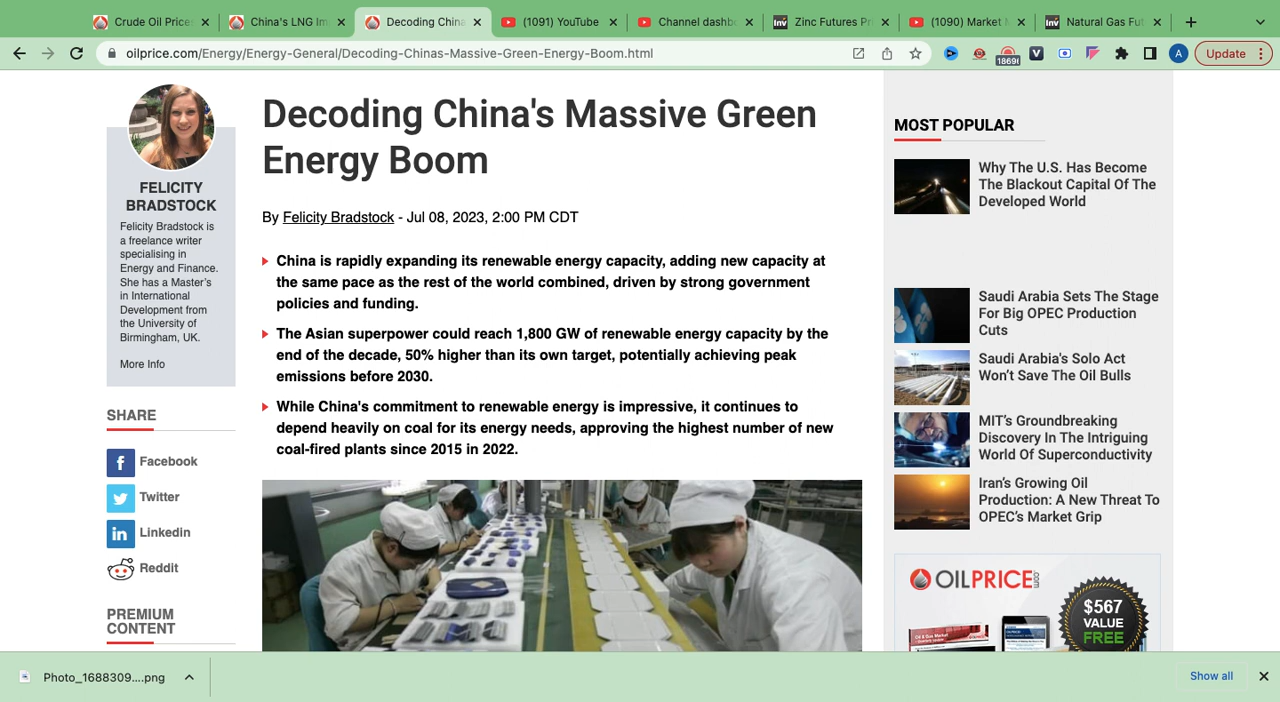 Crude Oil Price
China's LNG Im
Decoding China
(1091) YouTube
Channel dashb
Zinc Futures Pr
(1090) Market M
Natural Gas Fut
oilprice.com/Energy/Energy-General/Decoding-Chinas-Massive-Green-Energy-Boom.html
A
Update
FELICITY
BRADSTOCK
Felicity Bradstock is
a freelance writer
specialising in
Energy and Finance.
She has a Master's
in International
Development from
the University of
Birmingham, UK.
More Info
SHARE
Facebook
Twitter
Linkedin
Reddit
PREMIUM
CONTENT
Decoding China's Massive Green
Energy Boom
By Felicity Bradstock - Jul 08, 2023, 2:00 PM CDT
China is rapidly expanding its renewable energy capacity, adding new capacity at
the same pace as the rest of the world combined, driven by strong government
policies and funding.
The Asian superpower could reach 1,800 GW of renewable energy capacity by the
end of the decade, 50% higher than its own target, potentially achieving peak
emissions before 2030.
While China's commitment to renewable energy is impressive, it continues to
depend heavily on coal for its energy needs, approving the highest number of new
coal-fired plants since 2015 in 2022.
MOST POPULAR
Why The U.S. Has Become
The Blackout Capital Of The
Developed World
Saudi Arabia Sets The Stage
For Big OPEC Production
Cuts
Saudi Arabia's Solo Act
Won't Save The Oil Bulls
MIT's Groundbreaking
Discovery In The Intriguing
World Of Superconductivity
Iran's Growing Oil
Production: A New Threat To
OPEC's Market Grip
OILPRICE.com
$567
VALUE
FREE
Photo_1688309....png
Show all